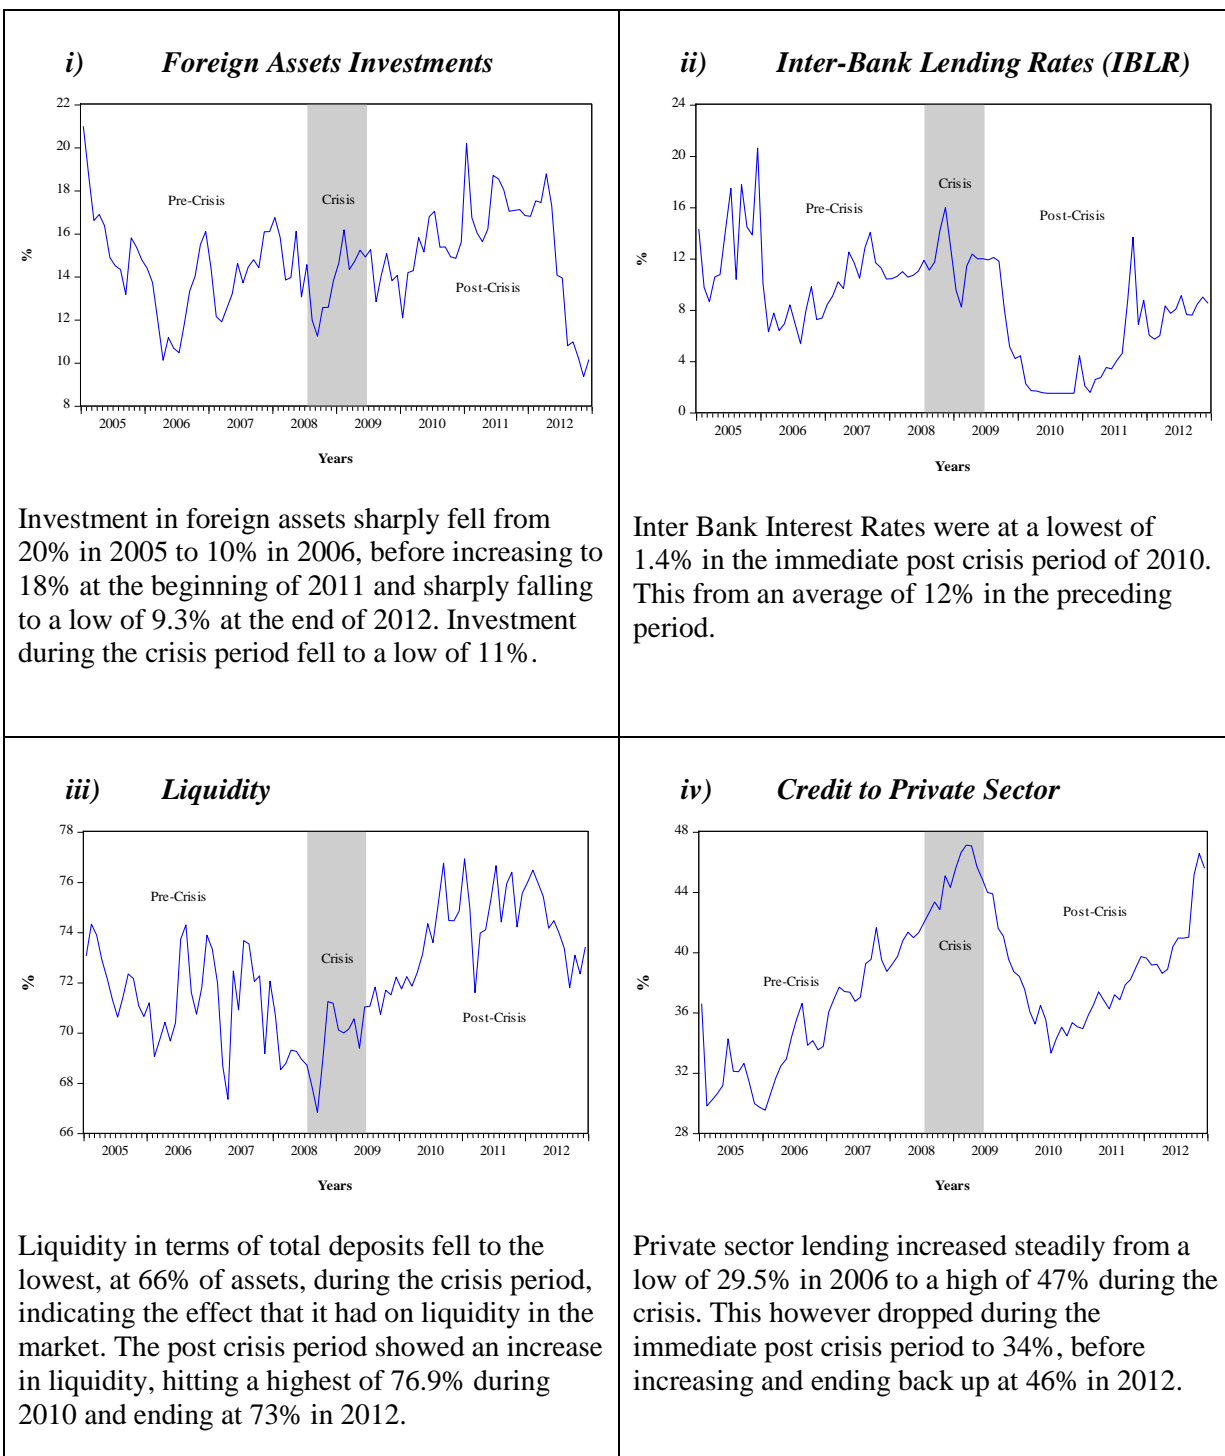 i) Foreign Assets Investments
22
20
18
16
14
12
10
8
%
Pre-Crisis
Crisis
Post-Crisis
2005 2006 2007 2008 2009 2010 2011 2012
Years
Investment in foreign assets sharply fell from
20% in 2005 to 10% in 2006, before increasing to
18% at the beginning of 2011 and sharply falling
to a low of 9.3% at the end of 2012. Investment
during the crisis period fell to a low of 11%.
ii) Inter-Bank Lending Rates (IBLR)
24
20
16
12
8
4
0
%
Crisis
Pre-Crisis
Post-Crisis
2005 2006 2007 2008 2009 2010 2011 2012
Years
Inter Bank Interest Rates were at a lowest of
1.4% in the immediate post crisis period of 2010.
This from an average of 12% in the preceding
period.
iii) Liquidity
78
76
74
72
70
68
66
%
Pre-Crisis
Crisis
Post-Crisis
2005 2006 2007 2008 2009 2010 2011 2012
Years
Liquidity in terms of total deposits fell to the
lowest, at 66% of assets, during the crisis period,
indicating the effect that it had on liquidity in the
market. The post crisis period showed an increase
in liquidity, hitting a highest of 76.9% during
2010 and ending at 73% in 2012.
iv) Credit to Private Sector
48
44
40
36
32
28
%
Post-Crisis
Crisis
Pre-Crisis
2005 2006 2007 2008 2009 2010 2011 2012
Years
Private sector lending increased steadily from a
low of 29.5% in 2006 to a high of 47% during the
crisis. This however dropped during the
immediate post crisis period to 34%, before
increasing and ending back up at 46% in 2012.